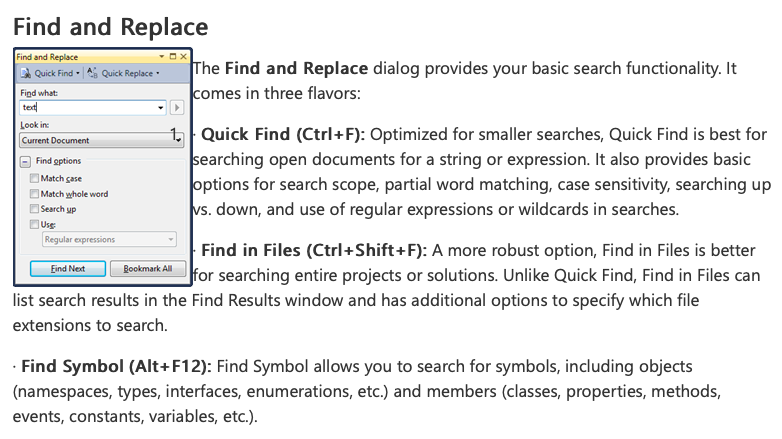 Find and Replace
Find and Replace
Quick Find
Quick Replace
Find what:
text
Look in:
Current Document
Find options
Match case
Match whole word
Search up
Use:
Regular expressions
Find Next
Bookmark All
1.
The Find and Replace dialog provides your basic search functionality. It
comes in three flavors:
· Quick Find (Ctrl+F): Optimized for smaller searches, Quick Find is best for
searching open documents for a string or expression. It also provides basic
options for search scope, partial word matching, case sensitivity, searching up
vs. down, and use of regular expressions or wildcards in searches.
· Find in Files (Ctrl+Shift+F): A more robust option, Find in Files is better
for searching entire projects or solutions. Unlike Quick Find, Find in Files can
list search results in the Find Results window and has additional options to specify which file
extensions to search.
· Find Symbol (Alt+F12): Find Symbol allows you to search for symbols, including objects
(namespaces, types, interfaces, enumerations, etc.) and members (classes, properties, methods,
events, constants, variables, etc.).